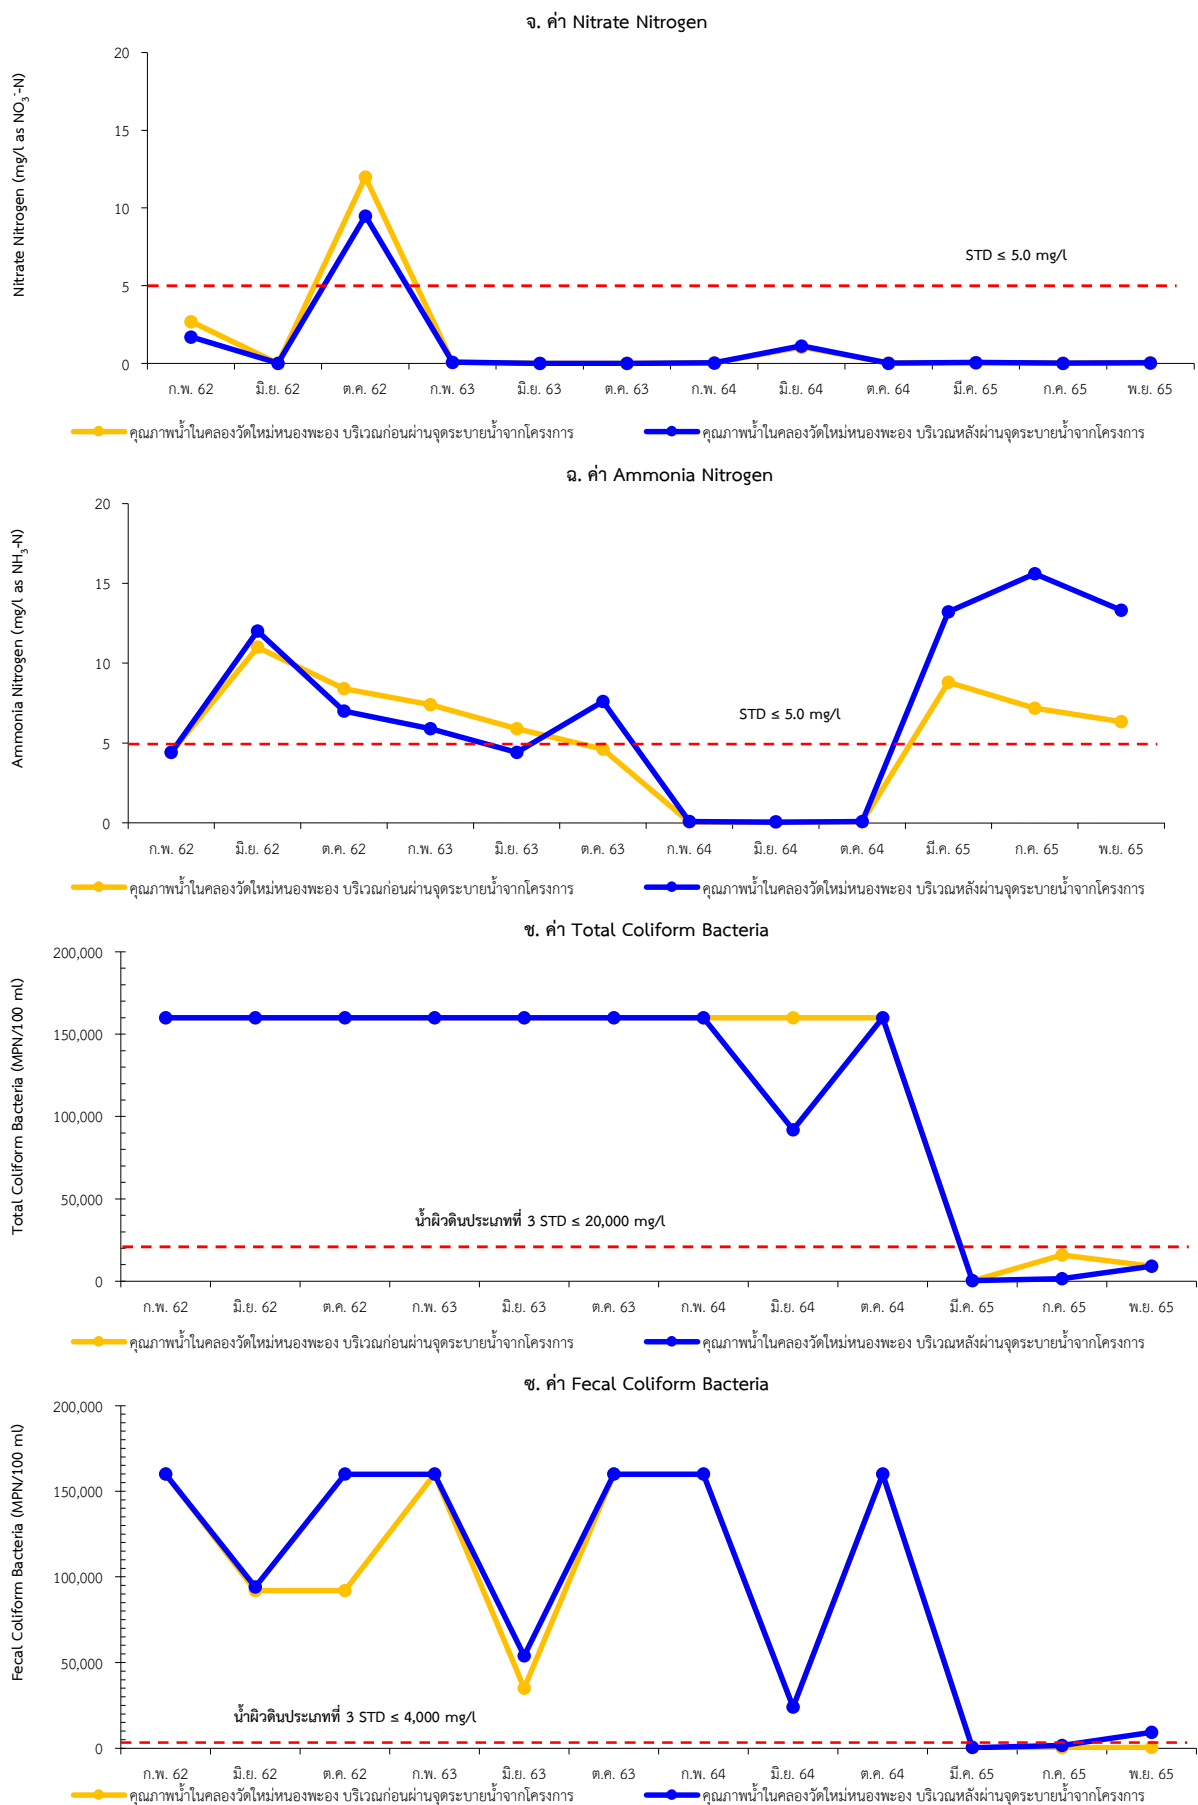 จ. ค่า Nitrate Nitrogen
Nitrate Nitrogen (mg/l as NO₃⁻-N)
20
15
10
5
0
STD ≤ 5.0 mg/l
ก.พ. 62 มิ.ย. 62 ต.ค. 62 ก.พ. 63 มิ.ย. 63 ต.ค. 63 ก.พ. 64 มิ.ย. 64 ต.ค. 64 มี.ค. 65 ก.ค. 65 พ.ย. 65
คุณภาพน้ำในคลองวัดใหม่หนองพะอง บริเวณก่อนผ่านจุดระบายน้ำจากโครงการ คุณภาพน้ำในคลองวัดใหม่หนองพะอง บริเวณหลังผ่านจุดระบายน้ำจากโครงการ
ฉ. ค่า Ammonia Nitrogen
Ammonia Nitrogen (mg/l as NH₃-N)
20
15
10
5
0
STD ≤ 5.0 mg/l
ก.พ. 62 มิ.ย. 62 ต.ค. 62 ก.พ. 63 มิ.ย. 63 ต.ค. 63 ก.พ. 64 มิ.ย. 64 ต.ค. 64 มี.ค. 65 ก.ค. 65 พ.ย. 65
คุณภาพน้ำในคลองวัดใหม่หนองพะอง บริเวณก่อนผ่านจุดระบายน้ำจากโครงการ คุณภาพน้ำในคลองวัดใหม่หนองพะอง บริเวณหลังผ่านจุดระบายน้ำจากโครงการ
ช. ค่า Total Coliform Bacteria
Total Coliform Bacteria (MPN/100 ml)
200,000
150,000
100,000
50,000
0
น้ำผิวดินประเภทที่ 3 STD ≤ 20,000 mg/l
ก.พ. 62 มิ.ย. 62 ต.ค. 62 ก.พ. 63 มิ.ย. 63 ต.ค. 63 ก.พ. 64 มิ.ย. 64 ต.ค. 64 มี.ค. 65 ก.ค. 65 พ.ย. 65
คุณภาพน้ำในคลองวัดใหม่หนองพะอง บริเวณก่อนผ่านจุดระบายน้ำจากโครงการ คุณภาพน้ำในคลองวัดใหม่หนองพะอง บริเวณหลังผ่านจุดระบายน้ำจากโครงการ
ซ. ค่า Fecal Coliform Bacteria
Fecal Coliform Bacteria (MPN/100 ml)
200,000
150,000
100,000
50,000
0
น้ำผิวดินประเภทที่ 3 STD ≤ 4,000 mg/l
ก.พ. 62 มิ.ย. 62 ต.ค. 62 ก.พ. 63 มิ.ย. 63 ต.ค. 63 ก.พ. 64 มิ.ย. 64 ต.ค. 64 มี.ค. 65 ก.ค. 65 พ.ย. 65
คุณภาพน้ำในคลองวัดใหม่หนองพะอง บริเวณก่อนผ่านจุดระบายน้ำจากโครงการ คุณภาพน้ำในคลองวัดใหม่หนองพะอง บริเวณหลังผ่านจุดระบายน้ำจากโครงการ